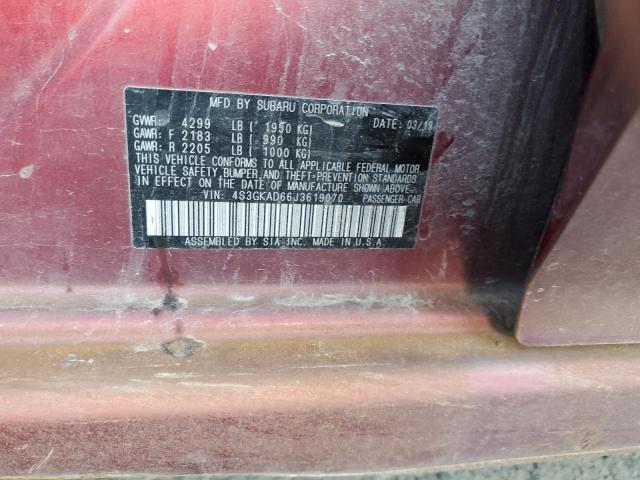 MFD. BY SUBARU CORPORATION
GVWR: 4299 LB ( 1950 KG) DATE: 03/18
GAWR: F 2183 LB ( 990 KG)
GAWR: R 2205 LB ( 1000 KG)
THIS VEHICLE CONFORMS TO ALL APPLICABLE FEDERAL MOTOR
VEHICLE SAFETY, BUMPER, AND THEFT PREVENTION STANDARDS
IN EFFECT ON THE DATE OF MANUFACTURE SHOWN ABOVE.
VIN: 4S3GKAD66J3619070 PASSENGER CAR
ASSEMBLED BY SIA, INC. MADE IN U.S.A.